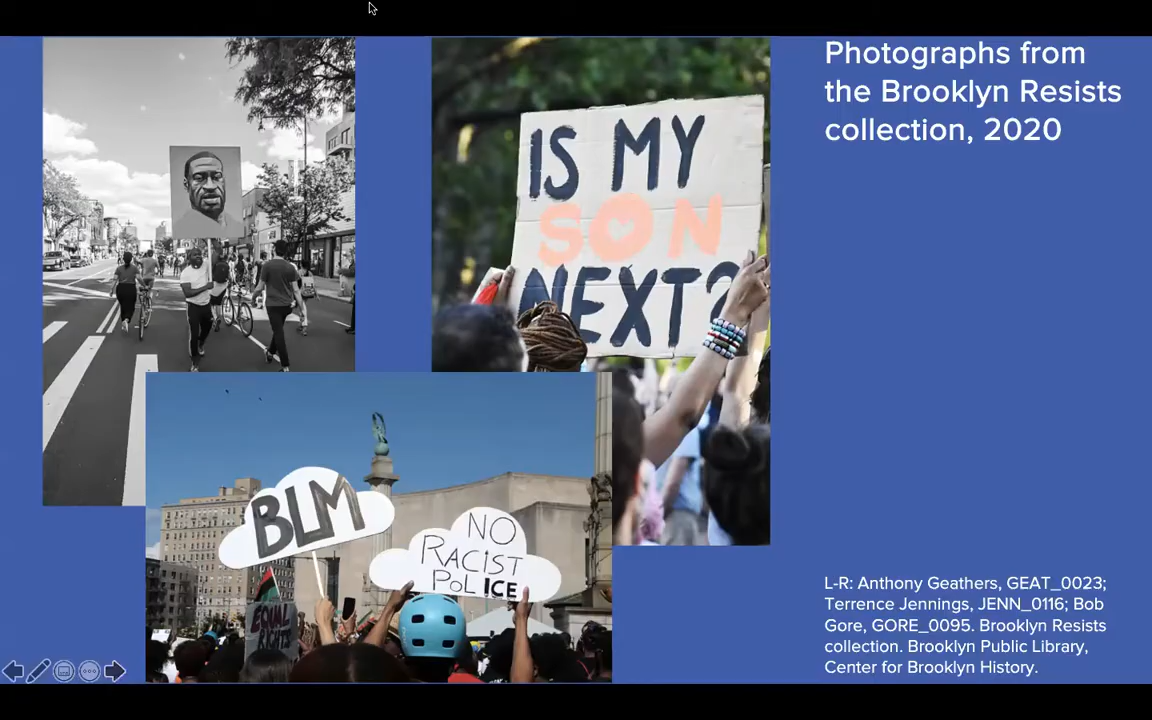 Photographs from
the Brooklyn Resists
collection, 2020
IS MY
SON
NEXT?
BLM
NO
RACIST
POLICE
EQUAL
RIGHTS
L-R: Anthony Geathers, GEAT_0023;
Terrence Jennings, JENN_0116; Bob
Gore, GORE_0095. Brooklyn Resists
collection. Brooklyn Public Library,
Center for Brooklyn History.